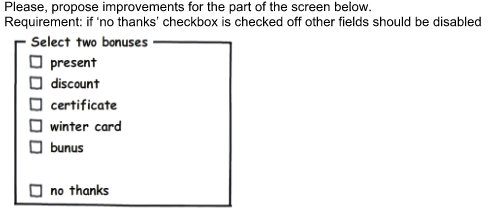 Please, propose improvements for the part of the screen below.
Requirement: if ‘no thanks’ checkbox is checked off other fields should be disabled
Select two bonuses
present
discount
certificate
winter card
bunus
no thanks